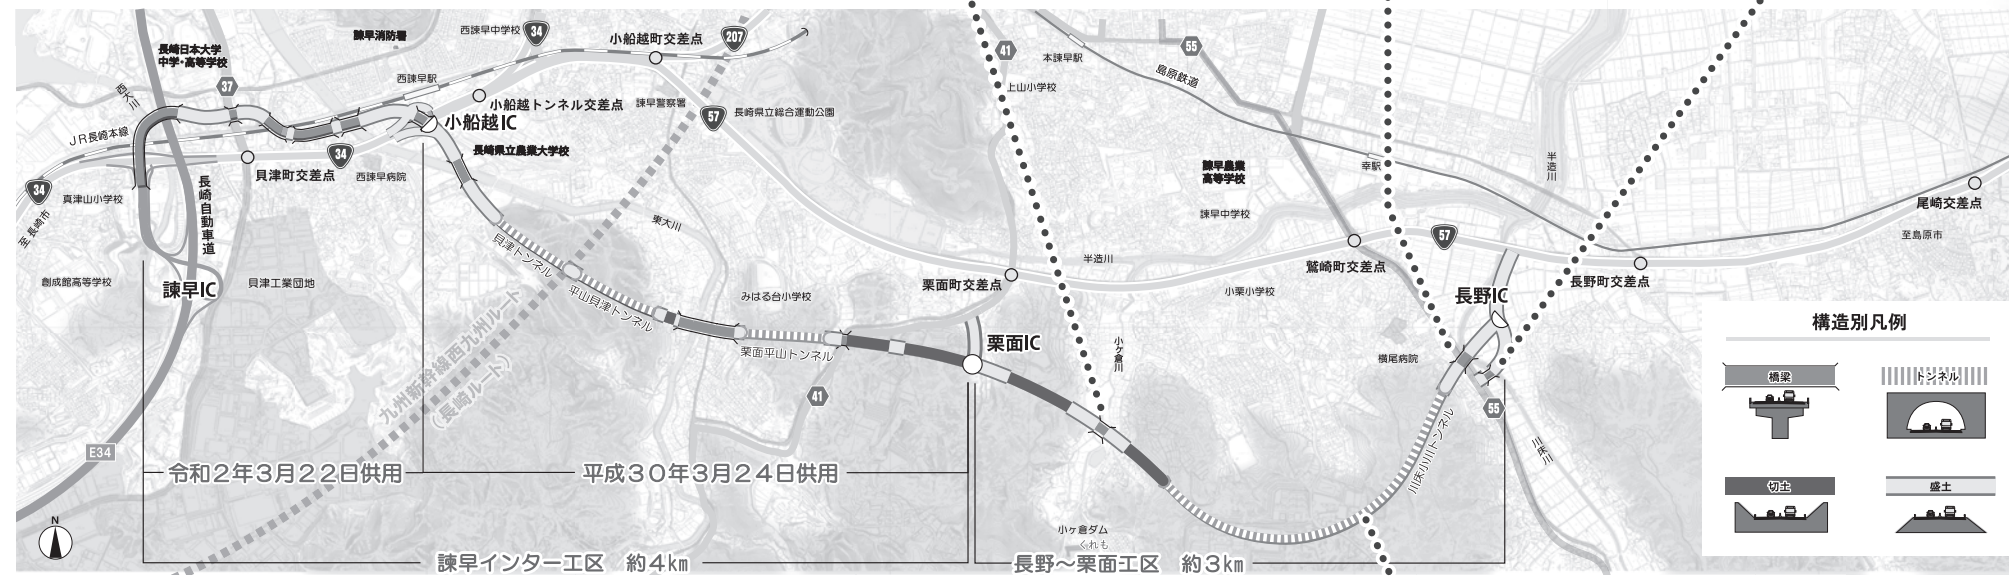 長崎日本大学
中学・高等学校
諫早消防署
西諫早中学校
34
小船越町交差点
207
41
本諫早駅
55
島原鉄道
上山小学校
37
西大川
西諫早駅
小船越トンネル交差点
諫早警察署
57
長崎県立総合運動公園
小船越IC
長崎県立農業大学校
JR長崎本線
34
貝津町交差点
34
西諫早病院
真津山小学校
至 長崎市
長崎自動車道
諫早農業
高等学校
幸駅
半造川
尾崎交差点
諫早中学校
至島原市
57
東大川
貝津トンネル
創成館高等学校
諫早IC
貝津工業団地
平山貝津トンネル
みはる台小学校
栗面町交差点
半造川
鷲崎町交差点
小栗小学校
長野IC
長野町交差点
構造別凡例
橋梁
トンネル
切土
盛土
栗面平山トンネル
栗面IC
小ヶ倉川
横尾病院
41
55
九州新幹線西九州ルート
(長崎ルート)
川床小川トンネル
川床川
E34
令和2年3月22日供用
平成30年3月24日供用
N
小ヶ倉ダム
くれも
諫早インター工区 約4km
長野~栗面工区 約3km